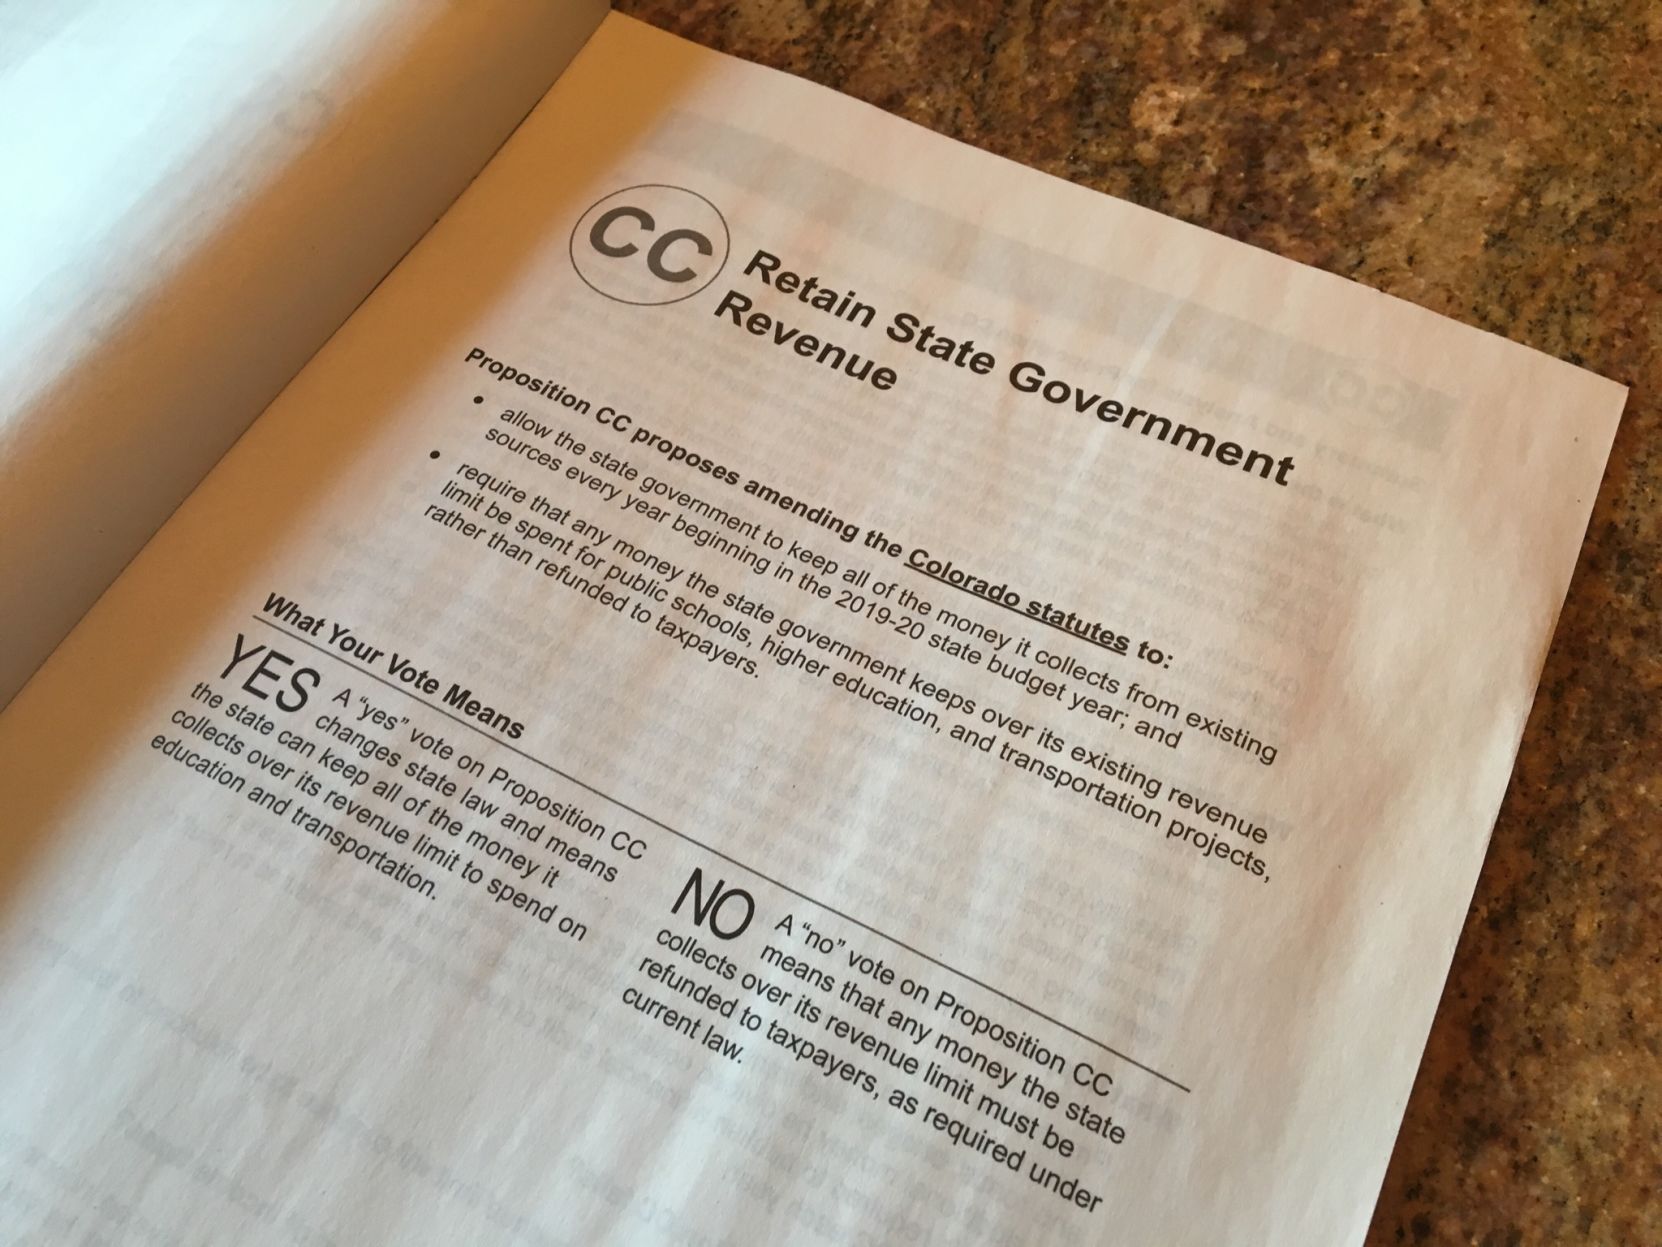 CC
Retain State Government
Revenue
Proposition CC proposes amending the Colorado statutes to:
• allow the state government to keep all of the money it collects from existing
sources every year beginning in the 2019-20 state budget year; and
• require that any money the state government keeps over its existing revenue
limit be spent for public schools, higher education, and transportation projects,
rather than refunded to taxpayers.
What Your Vote Means
YES A “yes” vote on Proposition CC
changes state law and means
the state can keep all of the money it
collects over its revenue limit to spend on
education and transportation.
NO A “no” vote on Proposition CC
means that any money the state
collects over its revenue limit must be
refunded to taxpayers, as required under
current law.